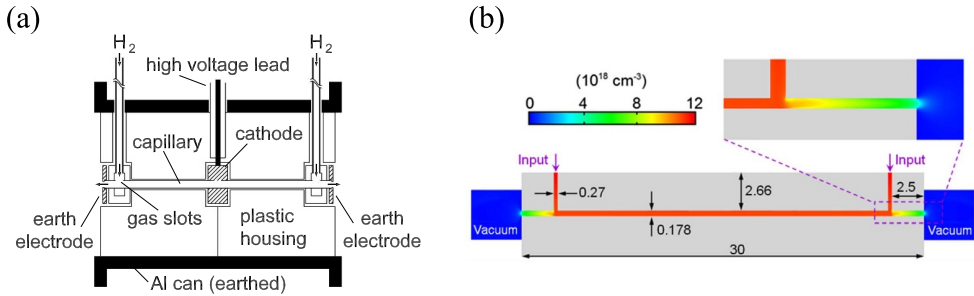 (a)
H2
H2
high voltage lead
cathode
capillary
earth
electrode
gas slots
plastic
housing
earth
electrode
Al can (earthed)
(b)
(10^18 cm^-3)
0 4 8 12
Input
Input
0.27
2.66
2.5
0.178
Vacuum
Vacuum
30